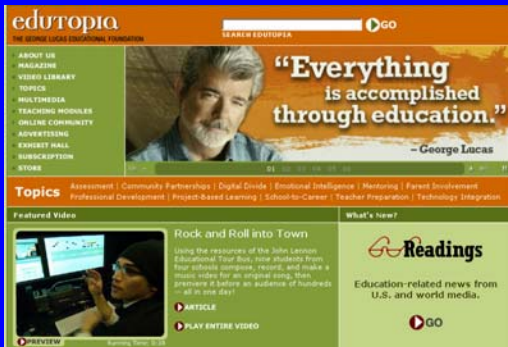 edutopia
THE GEORGE LUCAS EDUCATIONAL FOUNDATION
GO
SEARCH EDUTOPIA
ABOUT US
MAGAZINE
VIDEO LIBRARY
TOPICS
MULTIMEDIA
TEACHING MODULES
ONLINE COMMUNITY
ADVERTISING
EXHIBIT HALL
SUBSCRIPTION
STORE
“Everything
is accomplished
through education.”
– George Lucas
Topics
Assessment | Community Partnerships | Digital Divide | Emotional Intelligence | Mentoring | Parent Involvement
Professional Development | Project-Based Learning | School-to-Career | Teacher Preparation | Technology Integration
Featured Video
Rock and Roll into Town
Using the resources of the John Lennon
Educational Tour Bus, nine students from
four schools compose, record, and make a
music video for an original song, then
premiere it before an audience of hundreds
— all in one day!
ARTICLE
PLAY ENTIRE VIDEO
PREVIEW
What's New?
Readings
Education-related news from
U.S. and world media.
GO